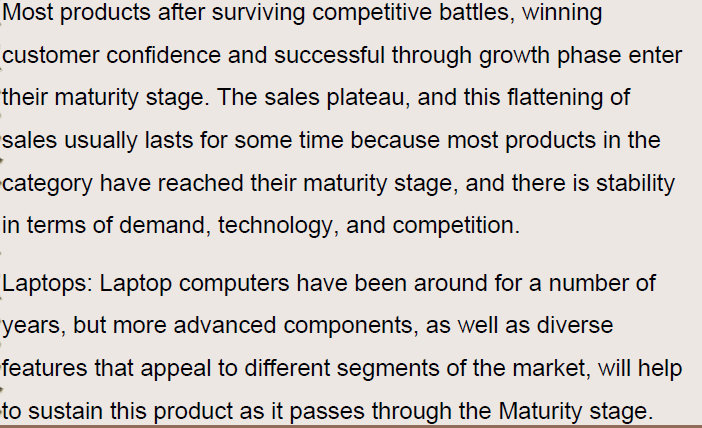 Most products after surviving competitive battles, winning
customer confidence and successful through growth phase enter
their maturity stage. The sales plateau, and this flattening of
sales usually lasts for some time because most products in the
category have reached their maturity stage, and there is stability
in terms of demand, technology, and competition.
Laptops: Laptop computers have been around for a number of
years, but more advanced components, as well as diverse
features that appeal to different segments of the market, will help
to sustain this product as it passes through the Maturity stage.